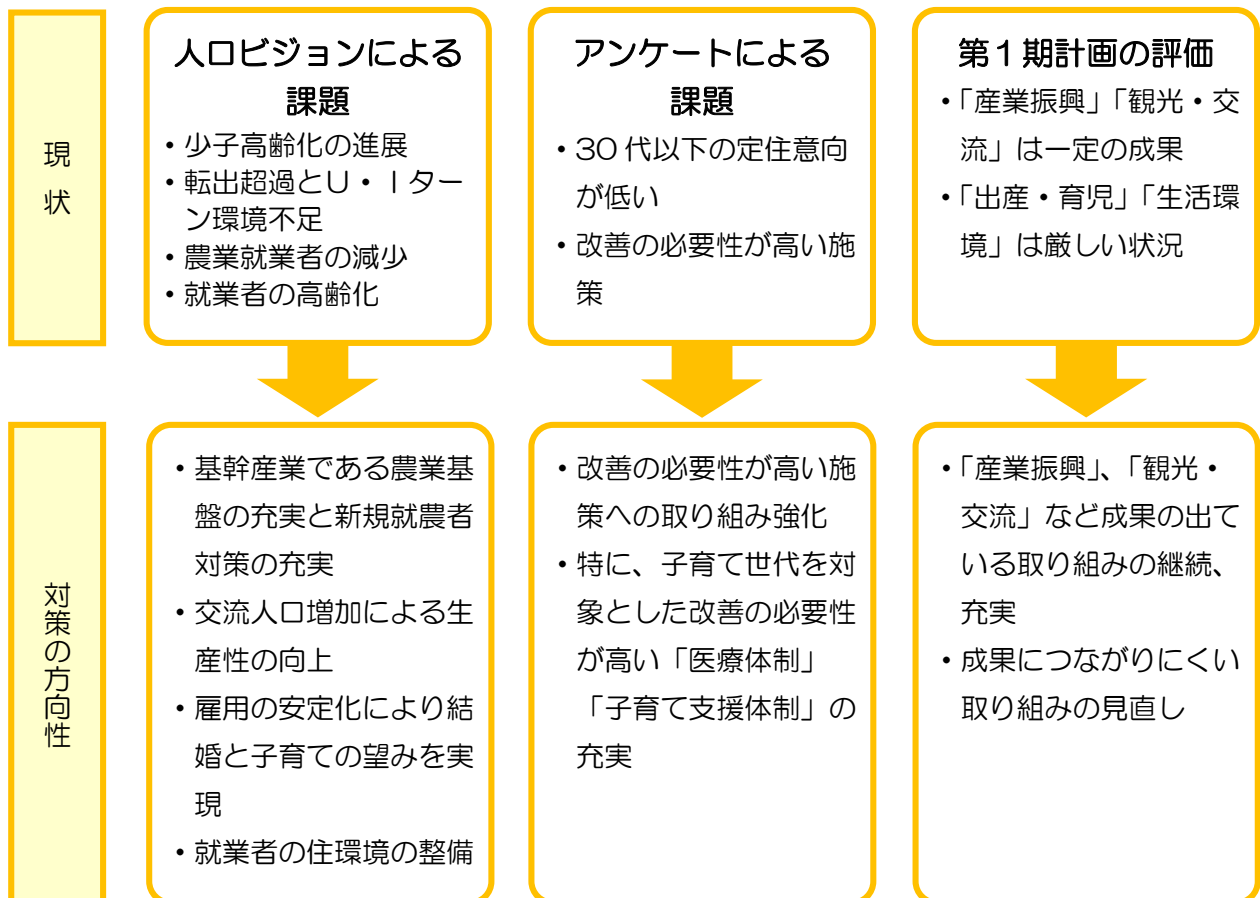 現状
人口ビジョンによる
課題
・少子高齢化の進展
・転出超過とU・Iター
ン環境不足
・農業就業者の減少
・就業者の高齢化
アンケートによる
課題
・30代以下の定住意向
が低い
・改善の必要性が高い施
策
第1期計画の評価
・「産業振興」「観光・交
流」は一定の成果
・「出産・育児」「生活環
境」は厳しい状況
対策の方向性
・基幹産業である農業基
盤の充実と新規就農者
対策の充実
・交流人口増加による生
産性の向上
・雇用の安定化により結
婚と子育ての望みを実
現
・就業者の住環境の整備
・改善の必要性が高い施
策への取り組み強化
・特に、子育て世代を対
象とした改善の必要性
が高い「医療体制」
「子育て支援体制」の
充実
・「産業振興」、「観光・
交流」など成果の出て
いる取り組みの継続、
充実
・成果につながりにくい
取り組みの見直し